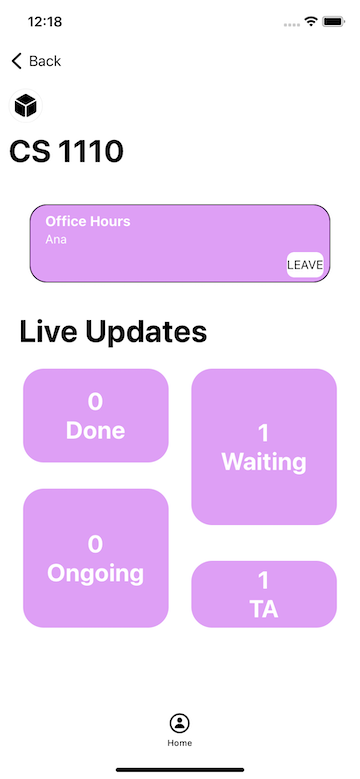 12:18
Back
CS 1110
Office Hours
Ana
LEAVE
Live Updates
0
Done
1
Waiting
0
Ongoing
1
TA
Home